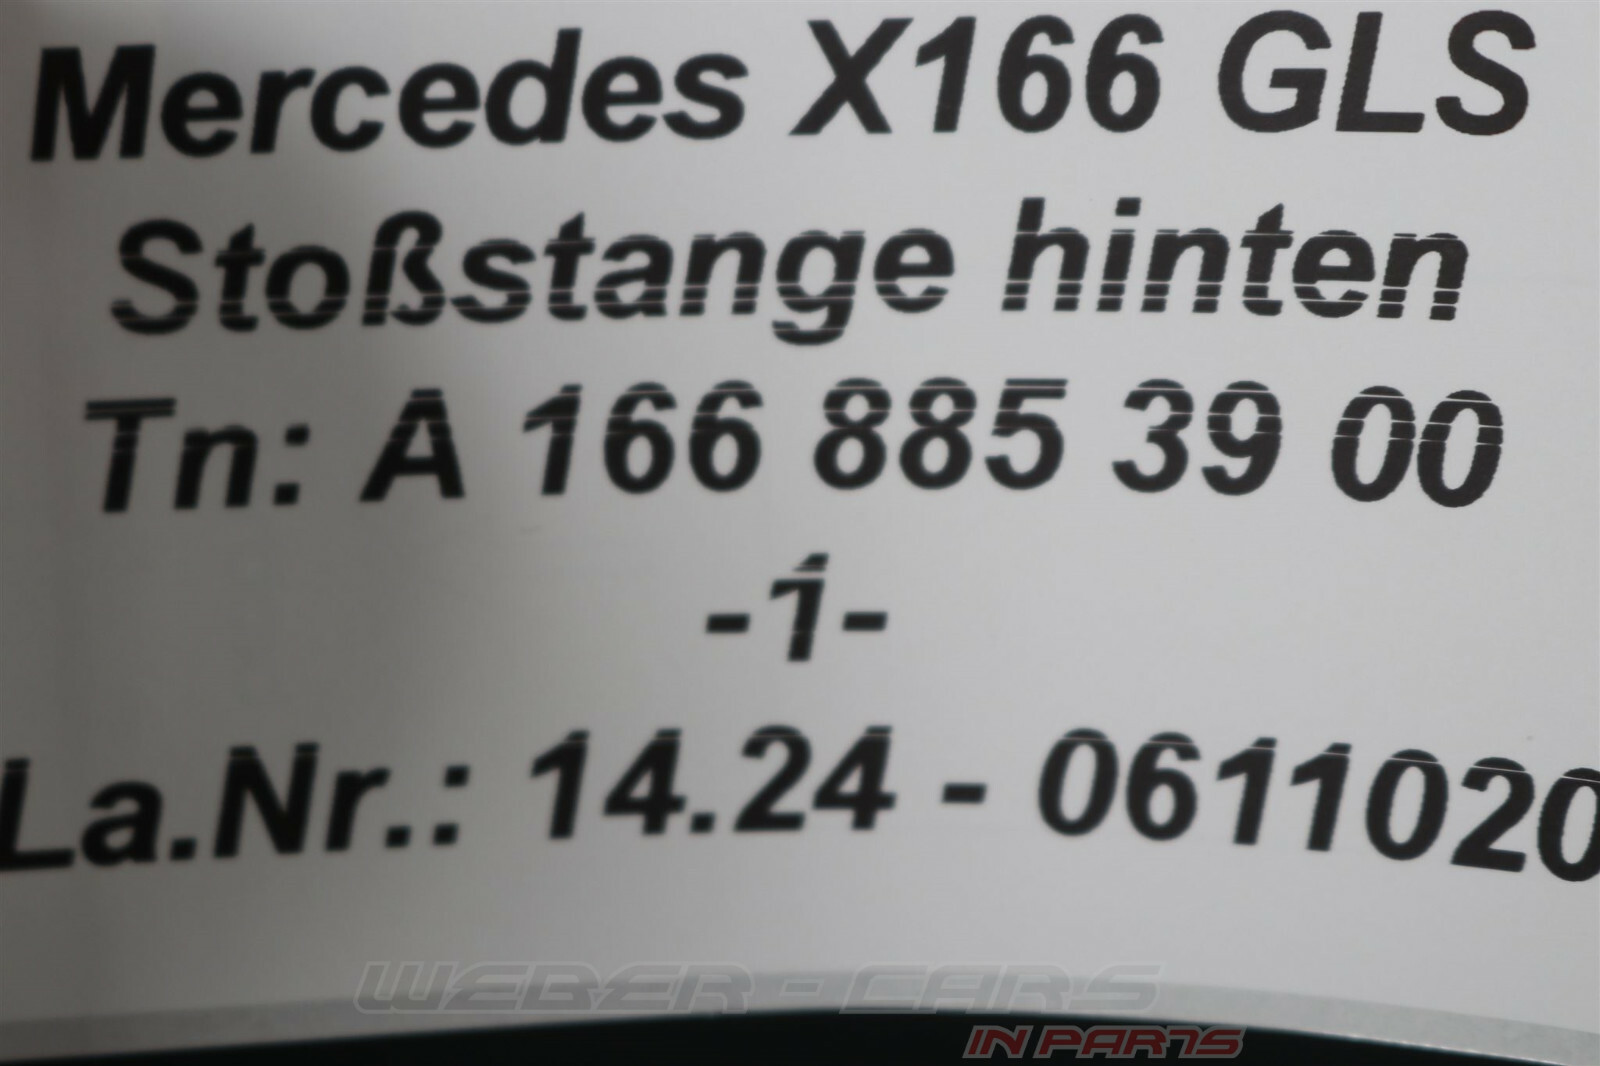 Mercedes X166 GLS
Stoßstange hinten
Tn: A 166 885 39 00
-1-
La.Nr.: 14.24 - 0611020
WEBER-CARS
IN PARTS